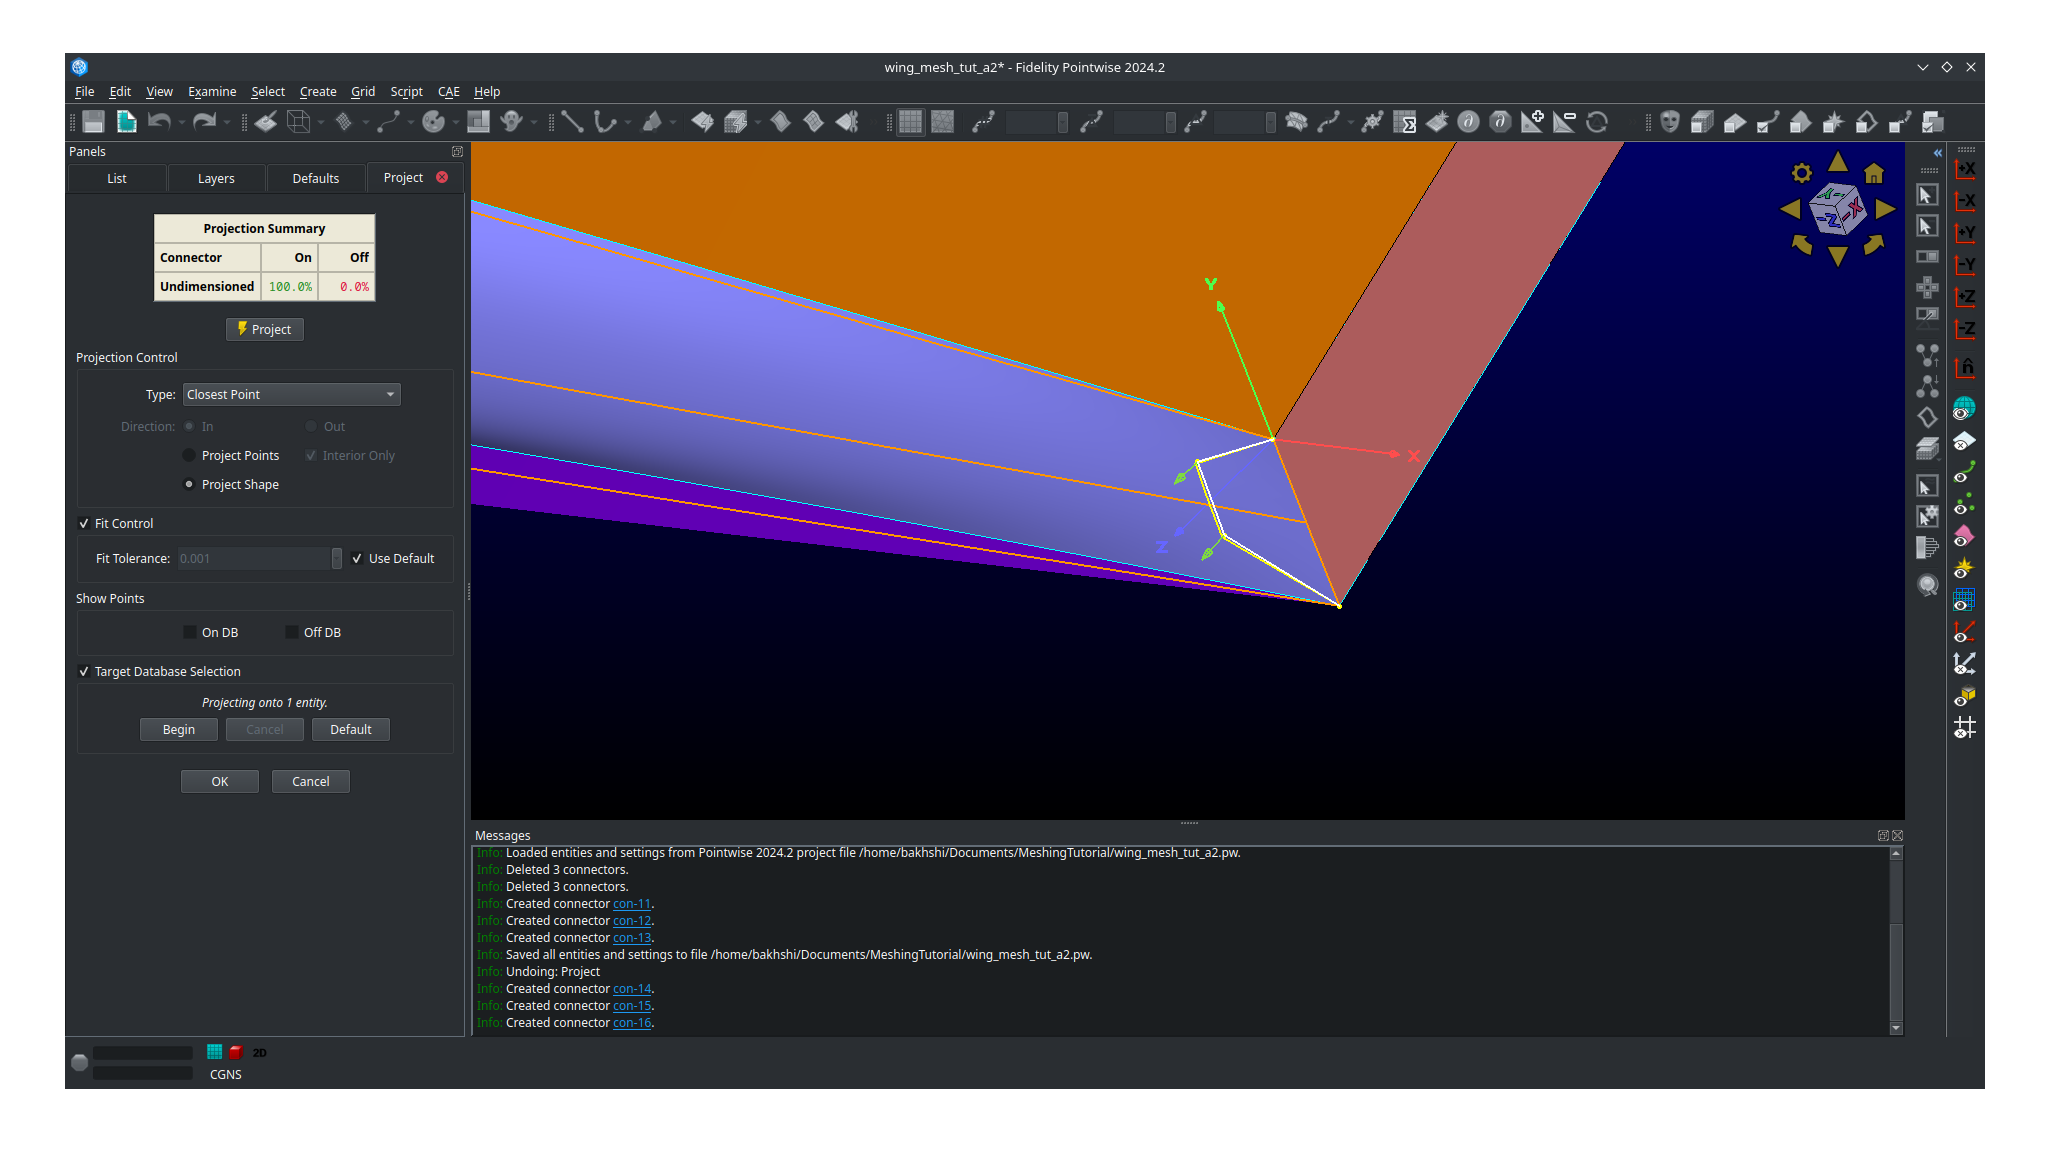 wing_mesh_tut_a2* - Fidelity Pointwise 2024.2
File Edit View Examine Select Create Grid Script CAE Help
Panels
List Layers Defaults Project
Projection Summary
Connector On Off
Undimensioned 100.0% 0.0%
Project
Projection Control
Type: Closest Point
Direction: In Out
Project Points Interior Only
Project Shape
Fit Control
Fit Tolerance: 0.001 Use Default
Show Points
On DB Off DB
Target Database Selection
Projecting onto 1 entity.
Begin Cancel Default
OK Cancel
Y
X
Z
-Z
-X
+X
-X
+Y
-Y
+Z
-Z
n̂
Messages
Info: Loaded entities and settings from Pointwise 2024.2 project file /home/bakhshi/Documents/MeshingTutorial/wing_mesh_tut_a2.pw.
Info: Deleted 3 connectors.
Info: Deleted 3 connectors.
Info: Created connector con-11.
Info: Created connector con-12.
Info: Created connector con-13.
Info: Saved all entities and settings to file /home/bakhshi/Documents/MeshingTutorial/wing_mesh_tut_a2.pw.
Info: Undoing: Project
Info: Created connector con-14.
Info: Created connector con-15.
Info: Created connector con-16.
2D
CGNS